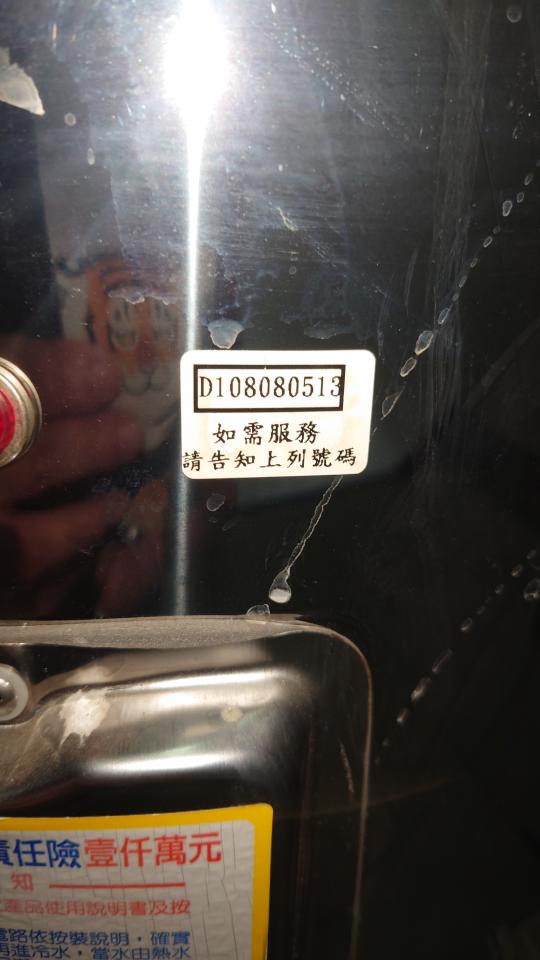 D108080513
如需服務
請告知上列號碼
責任險壹仟萬元
知
產品使用說明書及按
電路依按裝說明，確實
再進冷水，當水由熱水